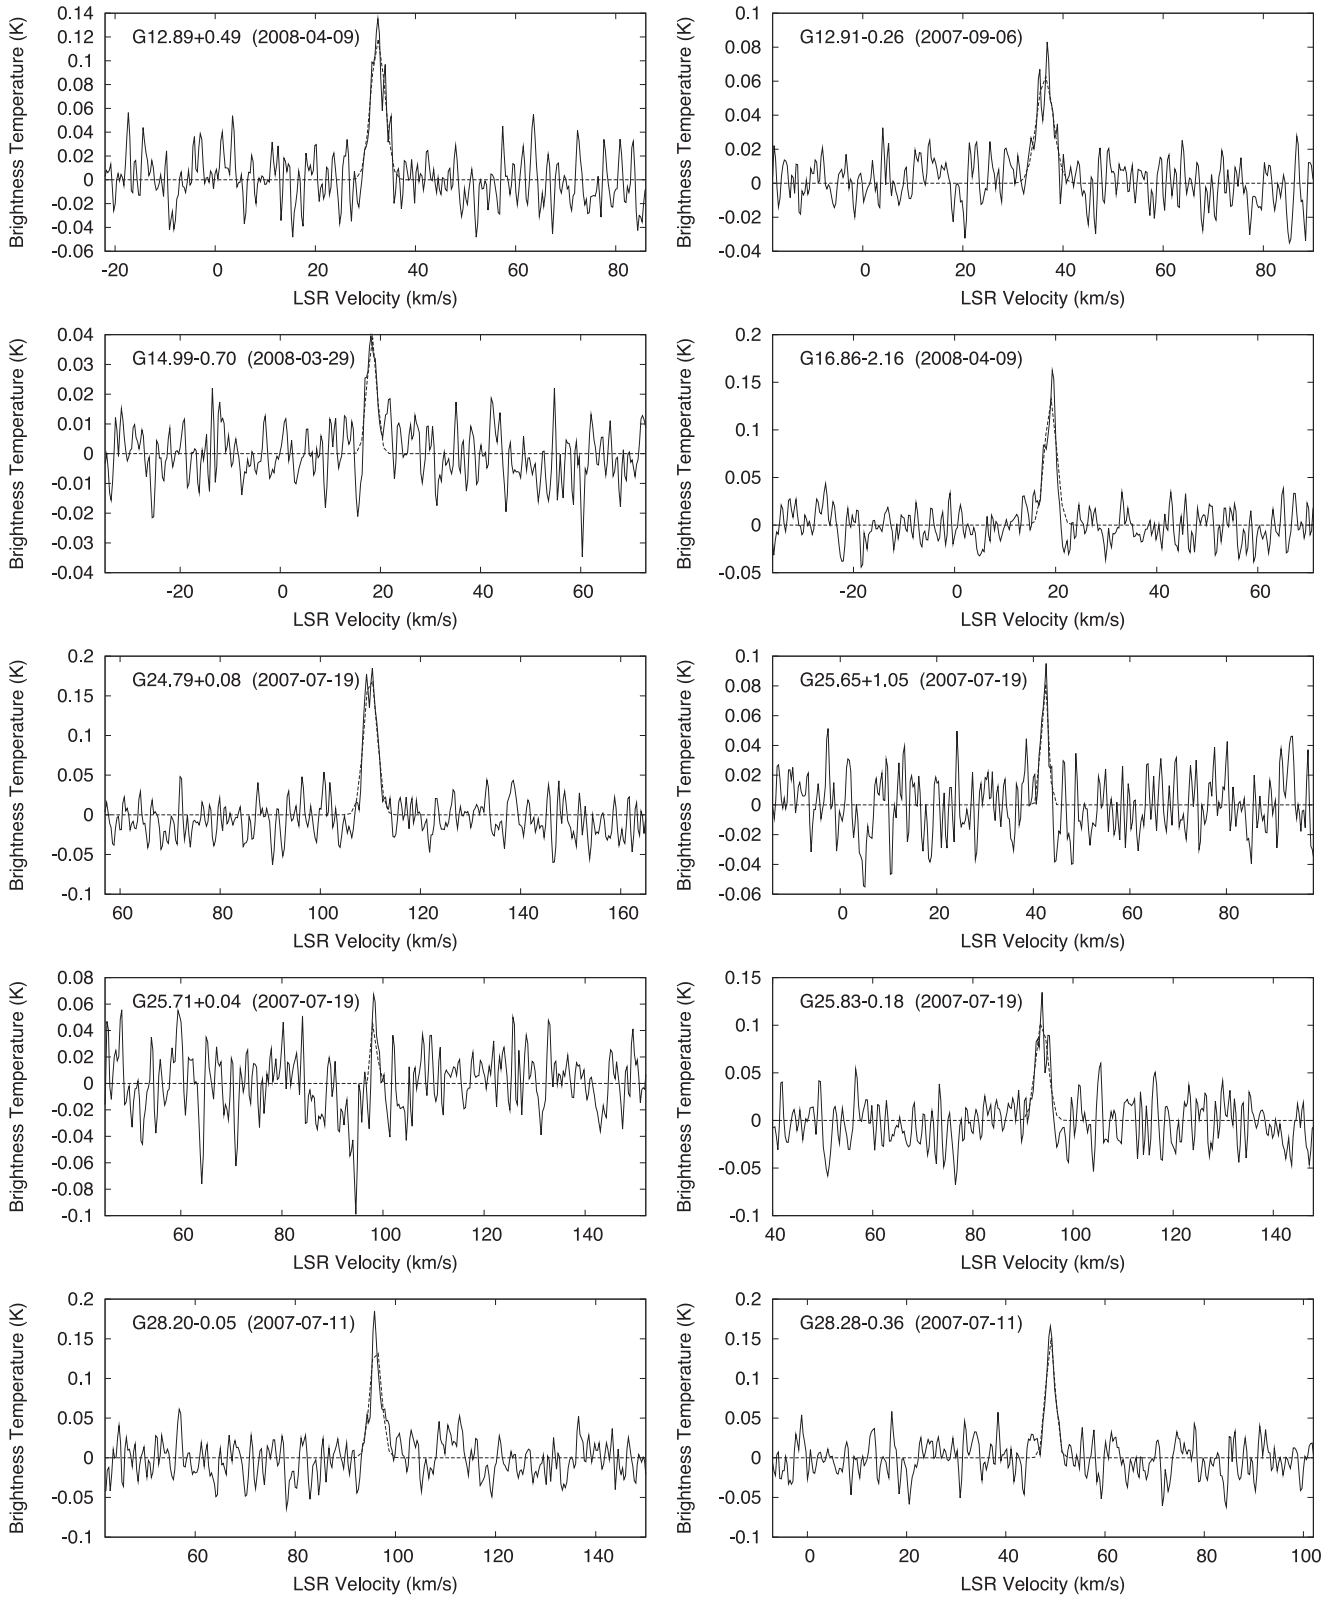 G12.89+0.49 (2008-04-09)
Brightness Temperature (K)
0.14
0.12
0.1
0.08
0.06
0.04
0.02
0
-0.02
-0.04
-0.06
-20 0 20 40 60 80
LSR Velocity (km/s)
G12.91-0.26 (2007-09-06)
Brightness Temperature (K)
0.1
0.08
0.06
0.04
0.02
0
-0.02
-0.04
0 20 40 60 80
LSR Velocity (km/s)
G14.99-0.70 (2008-03-29)
Brightness Temperature (K)
0.04
0.03
0.02
0.01
0
-0.01
-0.02
-0.03
-0.04
-20 0 20 40 60
LSR Velocity (km/s)
G16.86-2.16 (2008-04-09)
Brightness Temperature (K)
0.2
0.15
0.1
0.05
0
-0.05
-20 0 20 40 60
LSR Velocity (km/s)
G24.79+0.08 (2007-07-19)
Brightness Temperature (K)
0.2
0.15
0.1
0.05
0
-0.05
-0.1
60 80 100 120 140 160
LSR Velocity (km/s)
G25.65+1.05 (2007-07-19)
Brightness Temperature (K)
0.1
0.08
0.06
0.04
0.02
0
-0.02
-0.04
-0.06
0 20 40 60 80
LSR Velocity (km/s)
G25.71+0.04 (2007-07-19)
Brightness Temperature (K)
0.08
0.06
0.04
0.02
0
-0.02
-0.04
-0.06
-0.08
-0.1
60 80 100 120 140
LSR Velocity (km/s)
G25.83-0.18 (2007-07-19)
Brightness Temperature (K)
0.15
0.1
0.05
0
-0.05
-0.1
40 60 80 100 120 140
LSR Velocity (km/s)
G28.20-0.05 (2007-07-11)
Brightness Temperature (K)
0.2
0.15
0.1
0.05
0
-0.05
-0.1
60 80 100 120 140
LSR Velocity (km/s)
G28.28-0.36 (2007-07-11)
Brightness Temperature (K)
0.2
0.15
0.1
0.05
0
-0.05
-0.1
0 20 40 60 80 100
LSR Velocity (km/s)